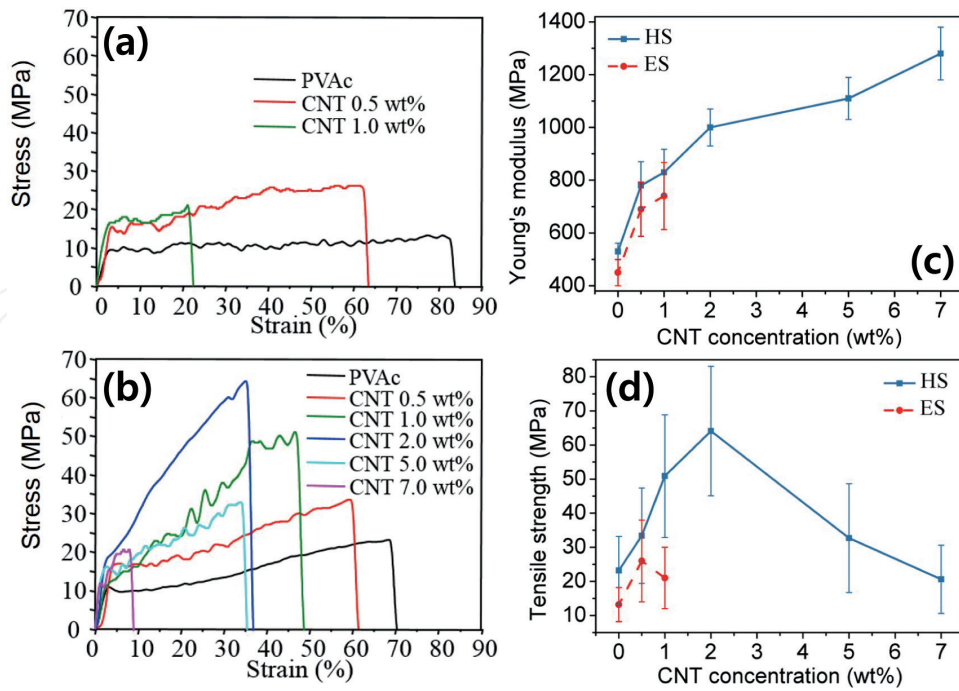 (a)
Stress (MPa)
70
60
50
40
30
20
10
0
PVAc
CNT 0.5 wt%
CNT 1.0 wt%
0 10 20 30 40 50 60 70 80 90
Strain (%)
(b)
Stress (MPa)
70
60
50
40
30
20
10
0
PVAc
CNT 0.5 wt%
CNT 1.0 wt%
CNT 2.0 wt%
CNT 5.0 wt%
CNT 7.0 wt%
0 10 20 30 40 50 60 70 80 90
Strain (%)
(c)
Young's modulus (MPa)
1400
1200
1000
800
600
400
HS
ES
0 1 2 3 4 5 6 7
CNT concentration (wt%)
(d)
Tensile strength (MPa)
80
70
60
50
40
30
20
10
HS
ES
0 1 2 3 4 5 6 7
CNT concentration (wt%)